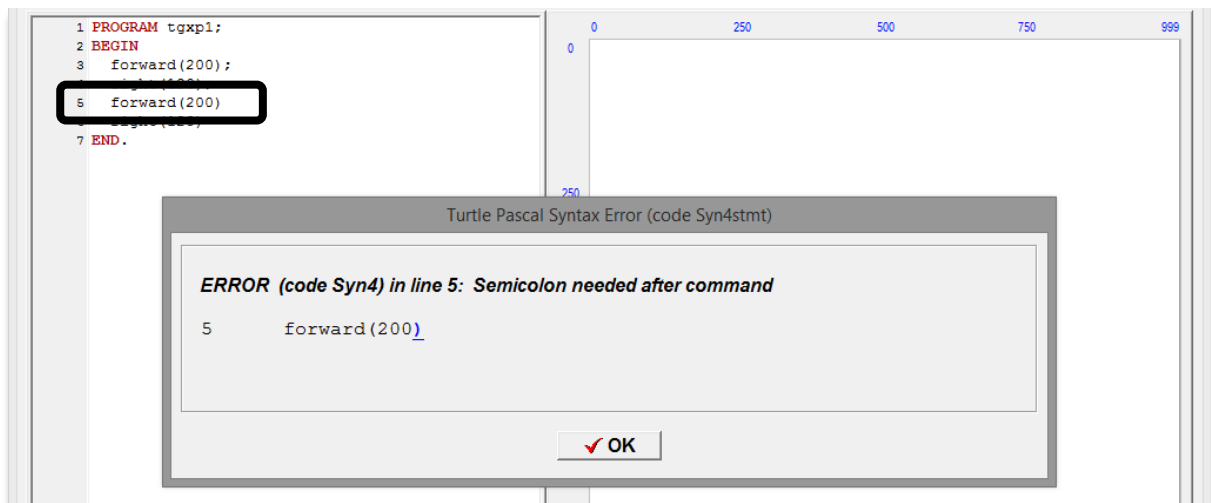 1 PROGRAM tgxp1;
2 BEGIN
3 forward(200);
5 forward(200)
7 END.
0 250 500 750 999
0
250
Turtle Pascal Syntax Error (code Syn4stmt)
ERROR (code Syn4) in line 5: Semicolon needed after command
5 forward(200)
OK